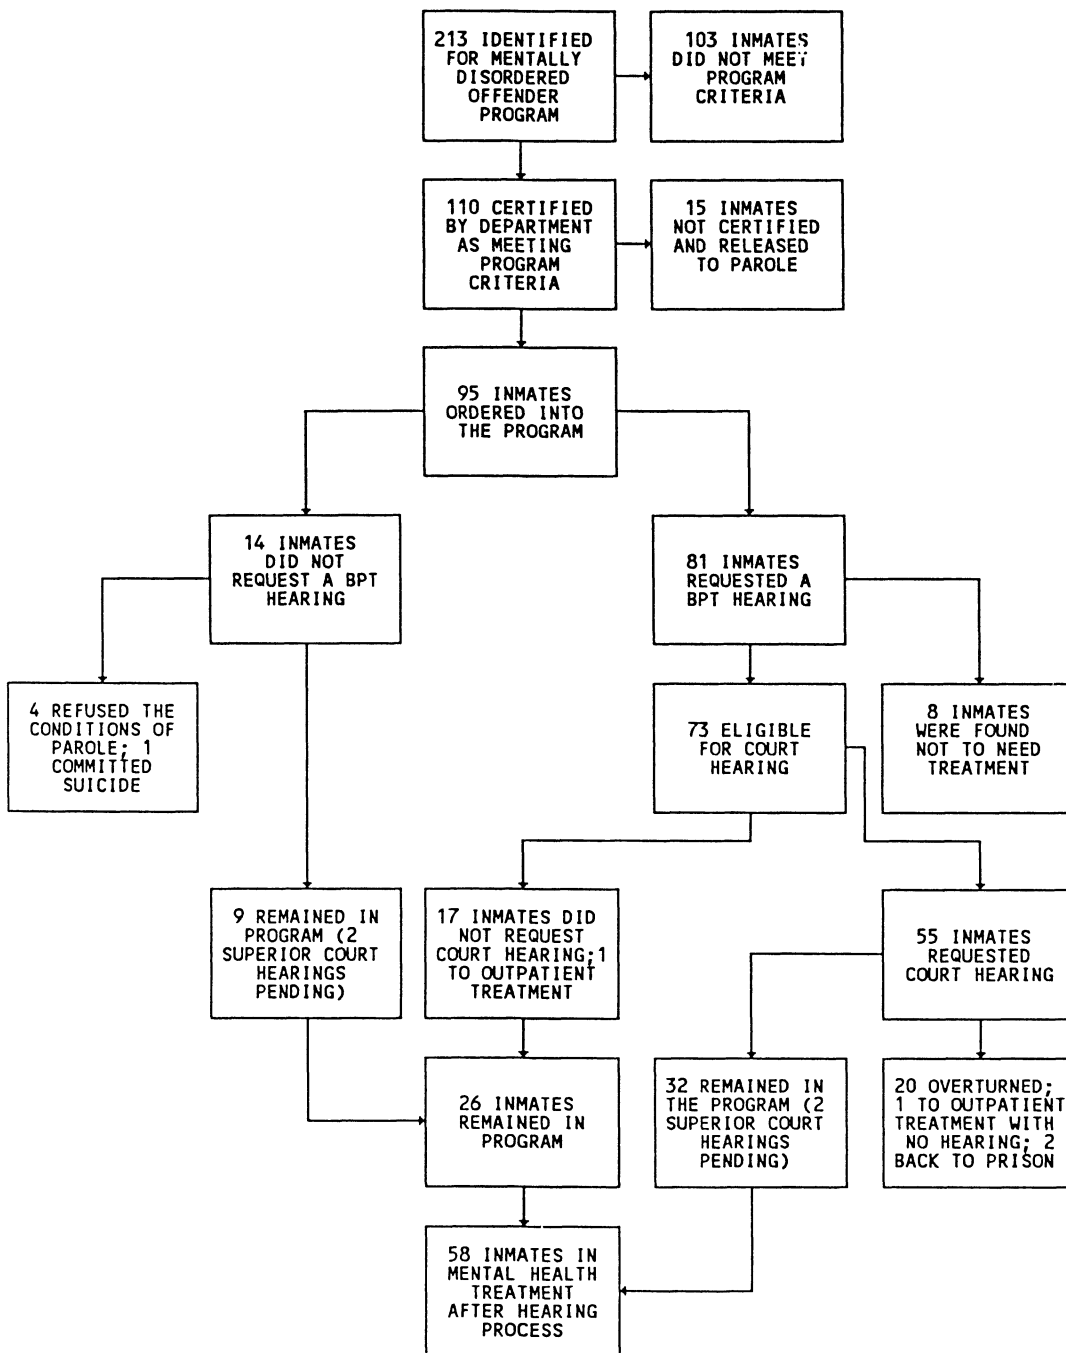 213 IDENTIFIED
FOR MENTALLY
DISORDERED
OFFENDER
PROGRAM
103 INMATES
DID NOT MEET
PROGRAM
CRITERIA
110 CERTIFIED
BY DEPARTMENT
AS MEETING
PROGRAM
CRITERIA
15 INMATES
NOT CERTIFIED
AND RELEASED
TO PAROLE
95 INMATES
ORDERED INTO
THE PROGRAM
14 INMATES
DID NOT
REQUEST A BPT
HEARING
81 INMATES
REQUESTED A
BPT HEARING
4 REFUSED THE
CONDITIONS OF
PAROLE; 1
COMMITTED
SUICIDE
73 ELIGIBLE
FOR COURT
HEARING
8 INMATES
WERE FOUND
NOT TO NEED
TREATMENT
9 REMAINED IN
PROGRAM (2
SUPERIOR COURT
HEARINGS
PENDING)
17 INMATES DID
NOT REQUEST
COURT HEARING;1
TO OUTPATIENT
TREATMENT
55 INMATES
REQUESTED
COURT HEARING
26 INMATES
REMAINED IN
PROGRAM
32 REMAINED IN
THE PROGRAM (2
SUPERIOR COURT
HEARINGS
PENDING)
20 OVERTURNED;
1 TO OUTPATIENT
TREATMENT WITH
NO HEARING; 2
BACK TO PRISON
58 INMATES IN
MENTAL HEALTH
TREATMENT
AFTER HEARING
PROCESS